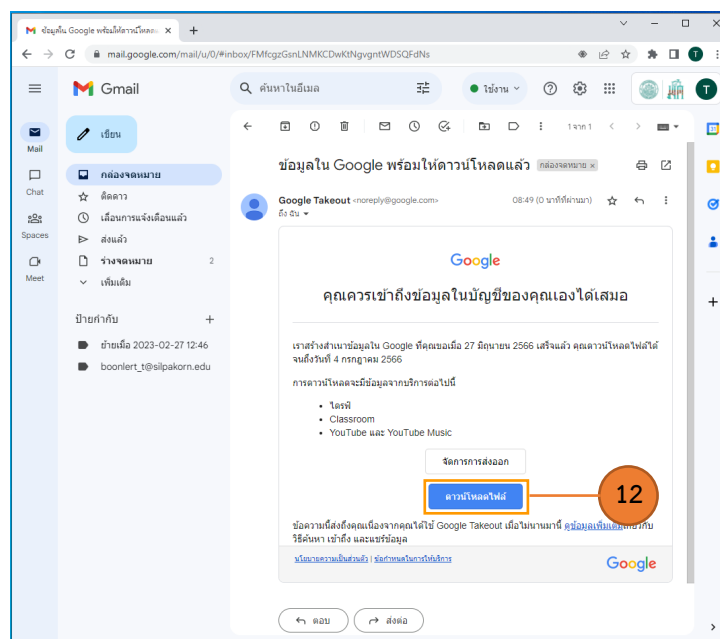 ข้อมูลใน Google พร้อมให้ดาวน์โหลดแ
mail.google.com/mail/u/0/#inbox/FMfcgzGsnLNMKCDwKtNgvgntWDSQFdNs
T
Gmail
ค้นหาในอีเมล
ใช้งาน
T
Mail
Chat
Spaces
Meet
เขียน
กล่องจดหมาย
ติดดาว
เลื่อนการแจ้งเตือนแล้ว
ส่งแล้ว
ร่างจดหมาย 2
เพิ่มเติม
ป้ายกำกับ
ย้ายเมื่อ 2023-02-27 12:46
boonlert_t@silpakorn.edu
1 จาก 1
ข้อมูลใน Google พร้อมให้ดาวน์โหลดแล้ว กล่องจดหมาย ×
Google Takeout <noreply@google.com> 08:49 (0 นาทีที่ผ่านมา)
ถึง ฉัน
Google
คุณควรเข้าถึงข้อมูลในบัญชีของคุณเองได้เสมอ
เราสร้างสำเนาข้อมูลใน Google ที่คุณขอเมื่อ 27 มิถุนายน 2566 เสร็จแล้ว คุณดาวน์โหลดไฟล์ได้
จนถึงวันที่ 4 กรกฎาคม 2566
การดาวน์โหลดจะมีข้อมูลจากบริการต่อไปนี้
• ไดรฟ์
• Classroom
• YouTube และ YouTube Music
จัดการการส่งออก
ดาวน์โหลดไฟล์
12
ข้อความนี้ส่งถึงคุณเนื่องจากคุณได้ใช้ Google Takeout เมื่อไม่นานมานี้ ดูข้อมูลเพิ่มเติมเกี่ยวกับ
วิธีค้นหา เข้าถึง และแชร์ข้อมูล
นโยบายความเป็นส่วนตัว | ข้อกำหนดในการให้บริการ
Google
ตอบ
ส่งต่อ